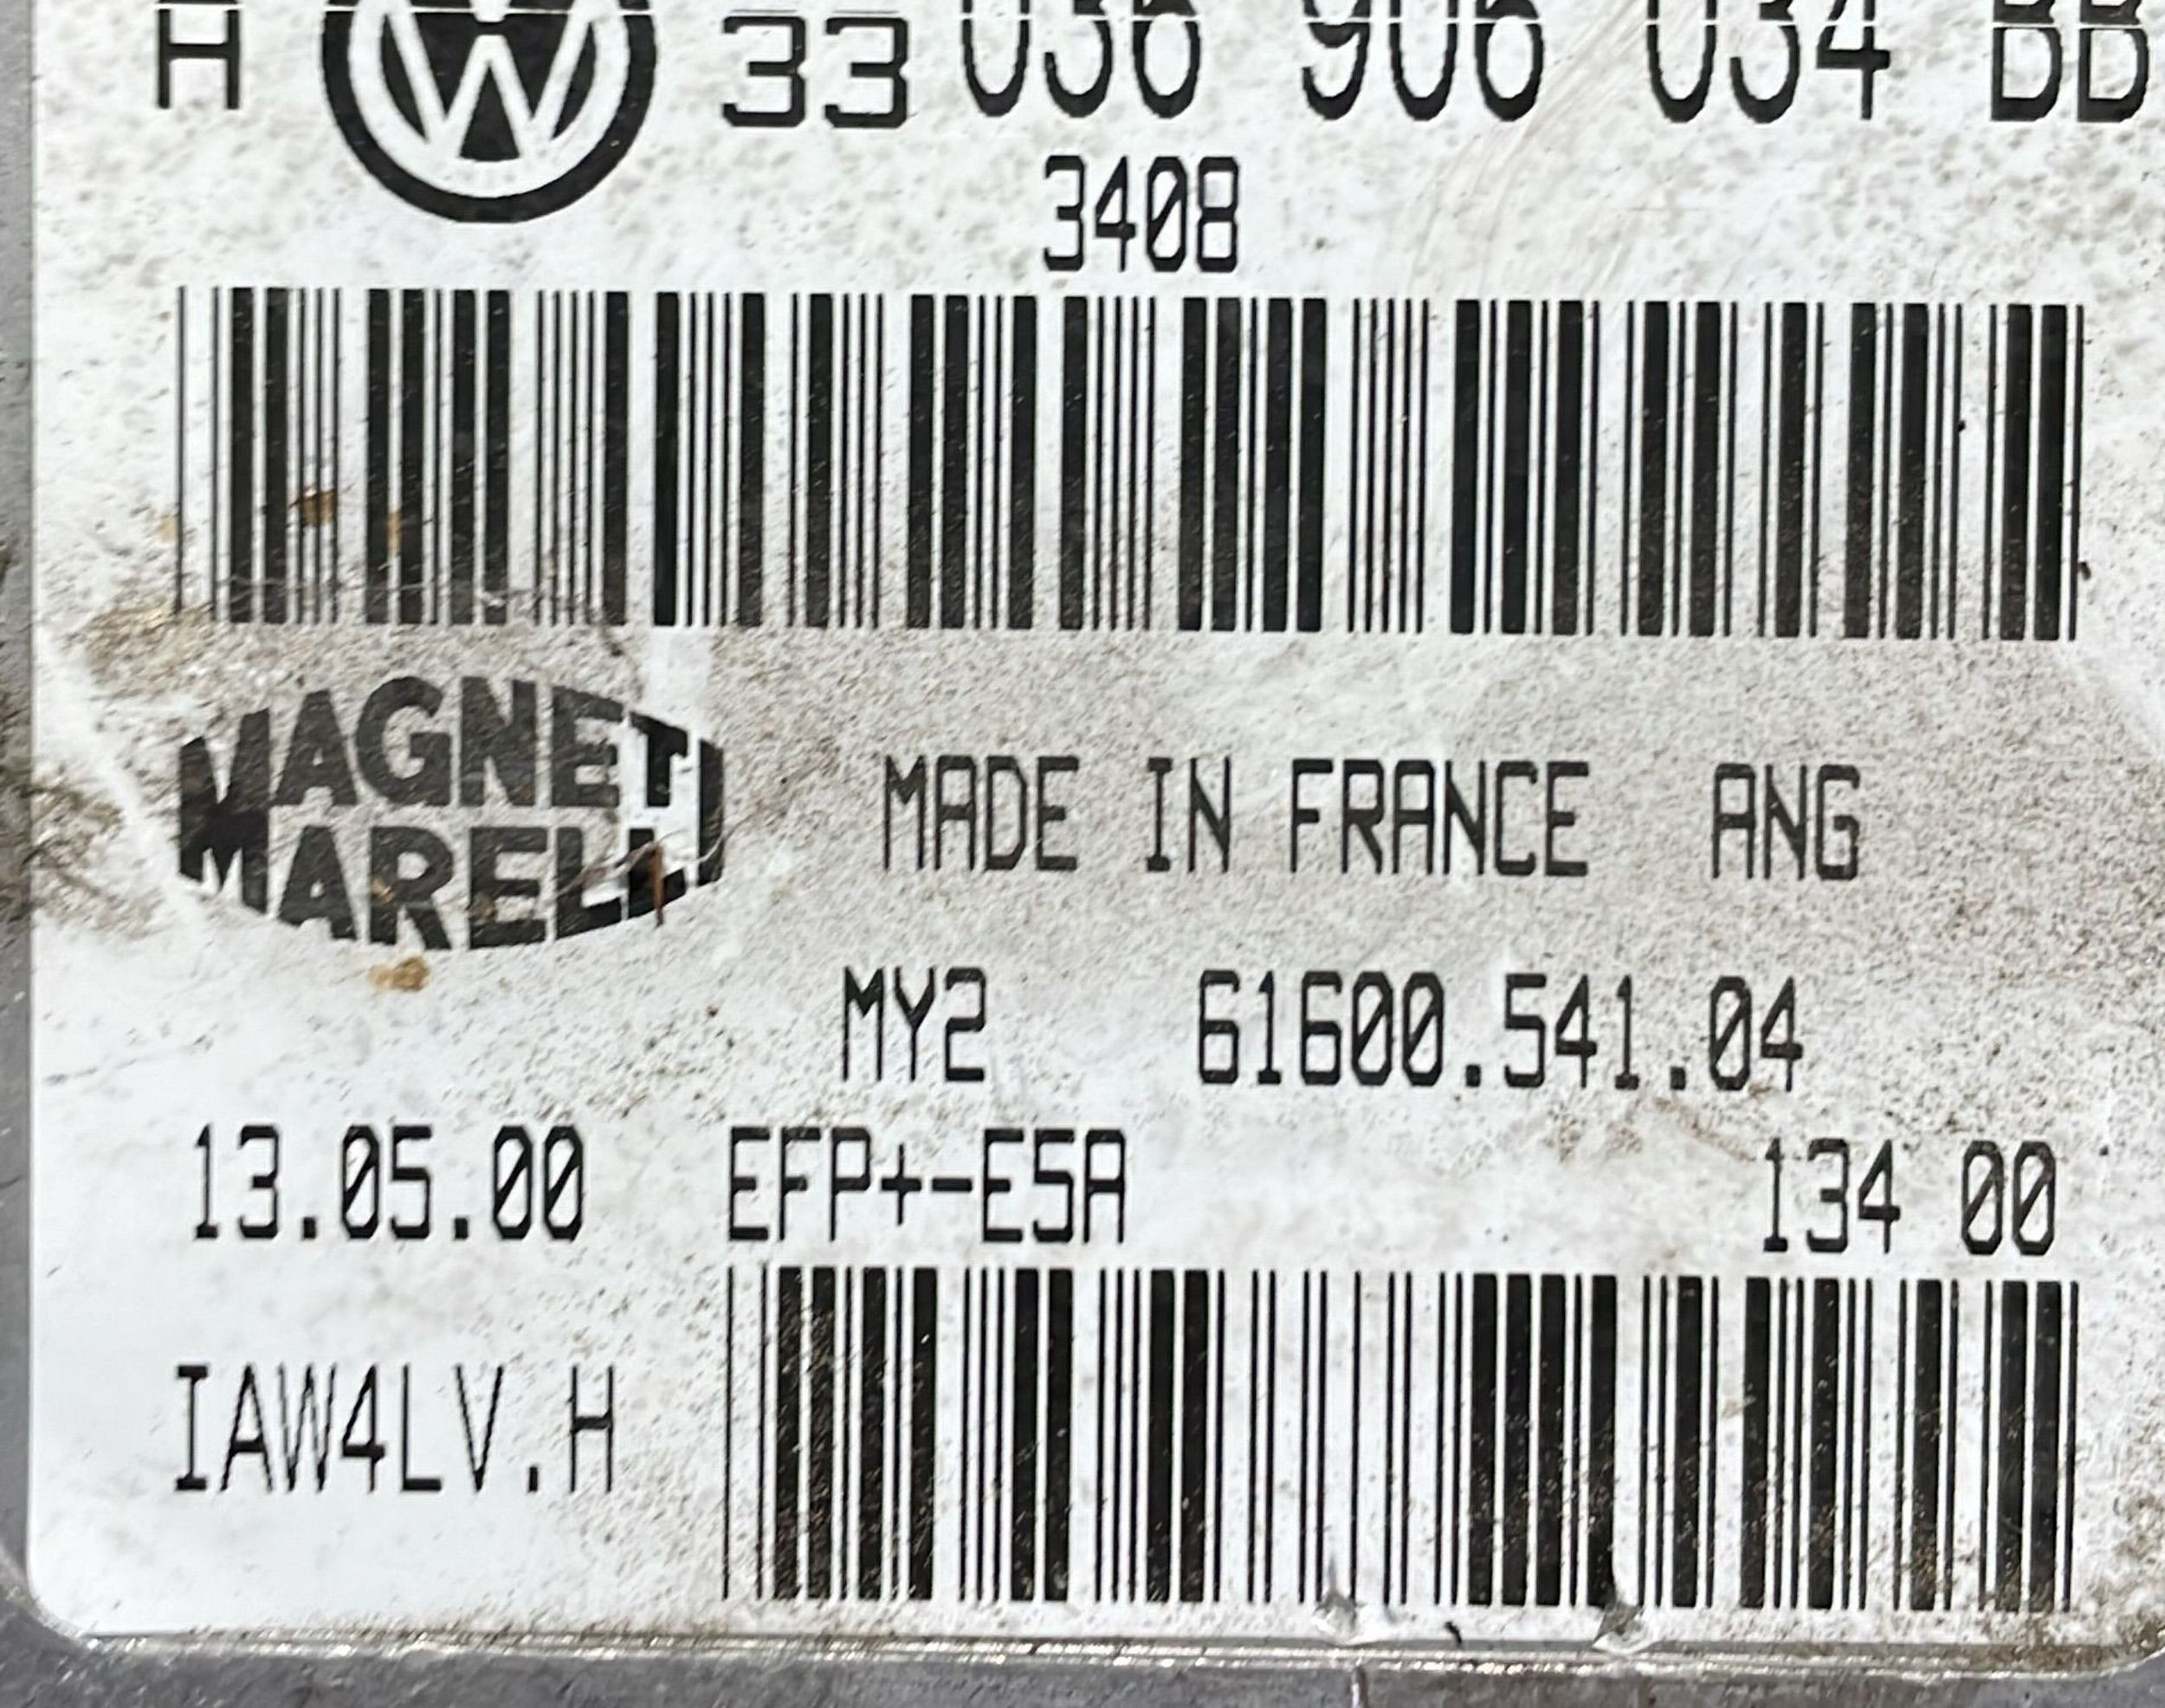 H 33 036 906 034 BB
3408
MAGNETI
MARELLI
MADE IN FRANCE ANG
MY2 61600.541.04
13.05.00 EFP+-E5A 134 00
IAW4LV.H